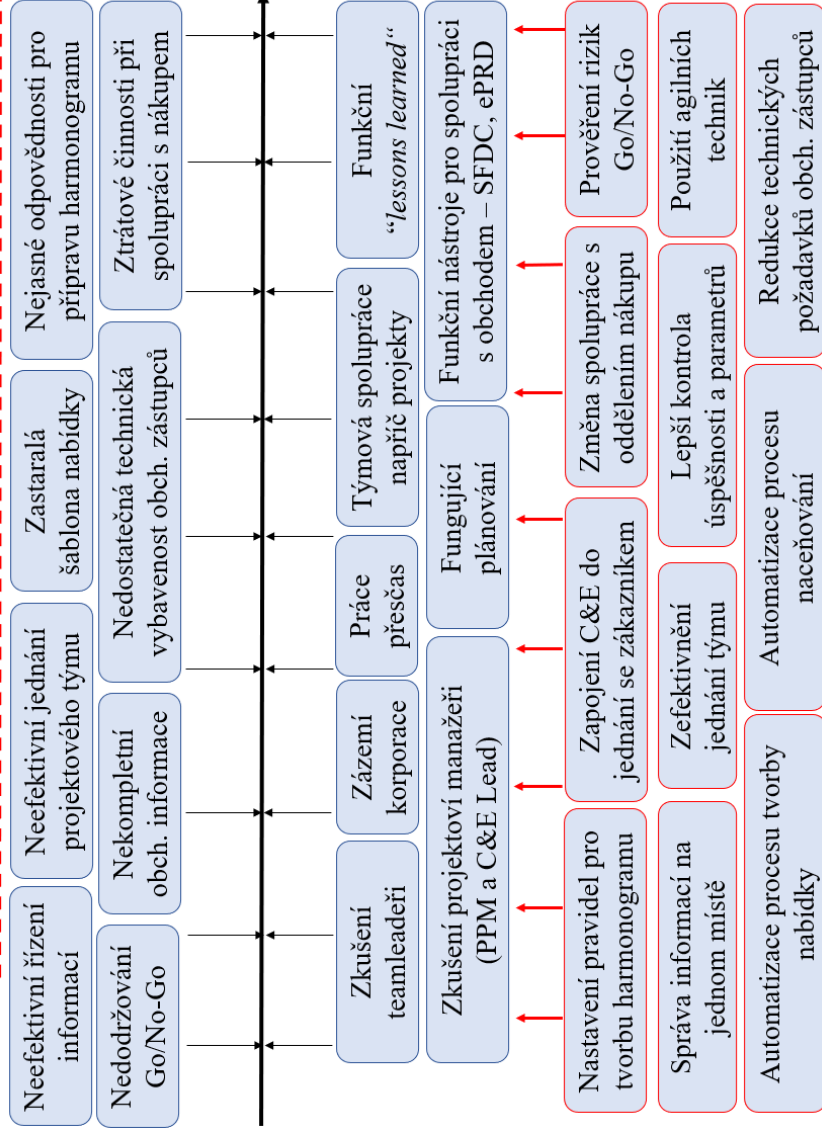 Neefektivní řízení
informací
Neefektivní jednání
projektového týmu
Zastaralá
šablona nabídky
Nejasné odpovědnosti pro
přípravu harmonogramu
Nedodržování
Go/No-Go
Nekompletní
obch. informace
Nedostatečná technická
vybavenost obch. zástupců
Ztrátové činnosti při
spolupráci s nákupem
Zkušení
teamleadeři
Zázemí
korporace
Práce
přesčas
Týmová spolupráce
napříč projekty
Funkční
“lessons learned“
Zkušení projektoví manažeři
(PPM a C&E Lead)
Fungující
plánování
Funkční nástroje pro spolupráci
s obchodem – SFDC, ePRD
Nastavení pravidel pro
tvorbu harmonogramu
Zapojení C&E do
jednání se zákazníkem
Změna spolupráce s
oddělením nákupu
Prověření rizik
Go/No-Go
Správa informací na
jednom místě
Zefektivnění
jednání týmu
Lepší kontrola
úspěšnosti a parametrů
Použití agilních
technik
Automatizace procesu tvorby
nabídky
Automatizace procesu
naceňování
Redukce technických
požadavků obch. zástupců